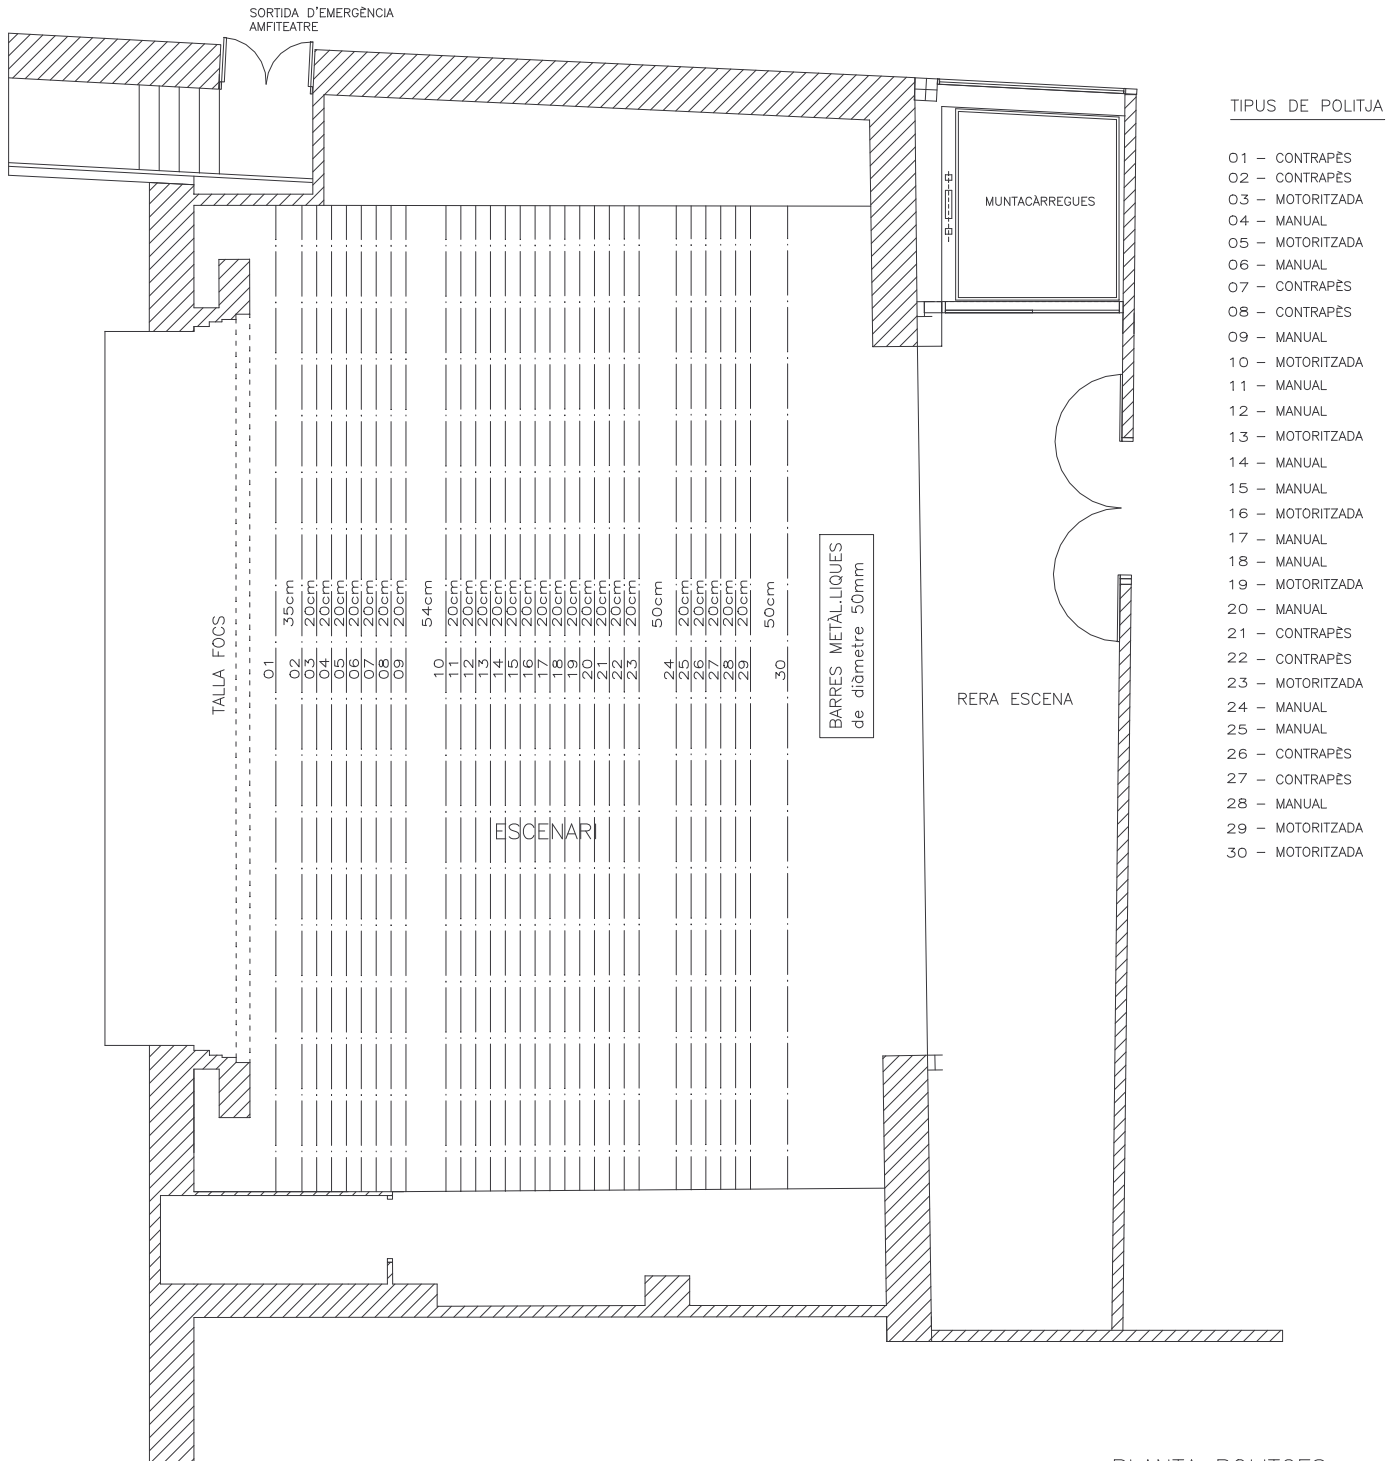 SORTIDA D'EMERGÈNCIA
AMFITEATRE
TIPUS DE POLITJA
01 - CONTRAPÈS
02 - CONTRAPÈS
03 - MOTORITZADA
04 - MANUAL
05 - MOTORITZADA
06 - MANUAL
07 - CONTRAPÈS
08 - CONTRAPÈS
09 - MANUAL
10 - MOTORITZADA
11 - MANUAL
12 - MANUAL
13 - MOTORITZADA
14 - MANUAL
15 - MANUAL
16 - MOTORITZADA
17 - MANUAL
18 - MANUAL
19 - MOTORITZADA
20 - MANUAL
21 - CONTRAPÈS
22 - CONTRAPÈS
23 - MOTORITZADA
24 - MANUAL
25 - MANUAL
26 - CONTRAPÈS
27 - CONTRAPÈS
28 - MANUAL
29 - MOTORITZADA
30 - MOTORITZADA
MUNTACÀRREGUES
TALLA FOCS
35cm 20cm 20cm 20cm 20cm 20cm 20cm 20cm 54cm 20cm 20cm 20cm 20cm 20cm 20cm 20cm 20cm 20cm 20cm 20cm 20cm 20cm 50cm 20cm 20cm 20cm 20cm 20cm 50cm
01 02 03 04 05 06 07 08 09 10 11 12 13 14 15 16 17 18 19 20 21 22 23 24 25 26 27 28 29 30
BARRES METÀL.LIQUES
de diàmetre 50mm
RERA ESCENA
ESCENARI